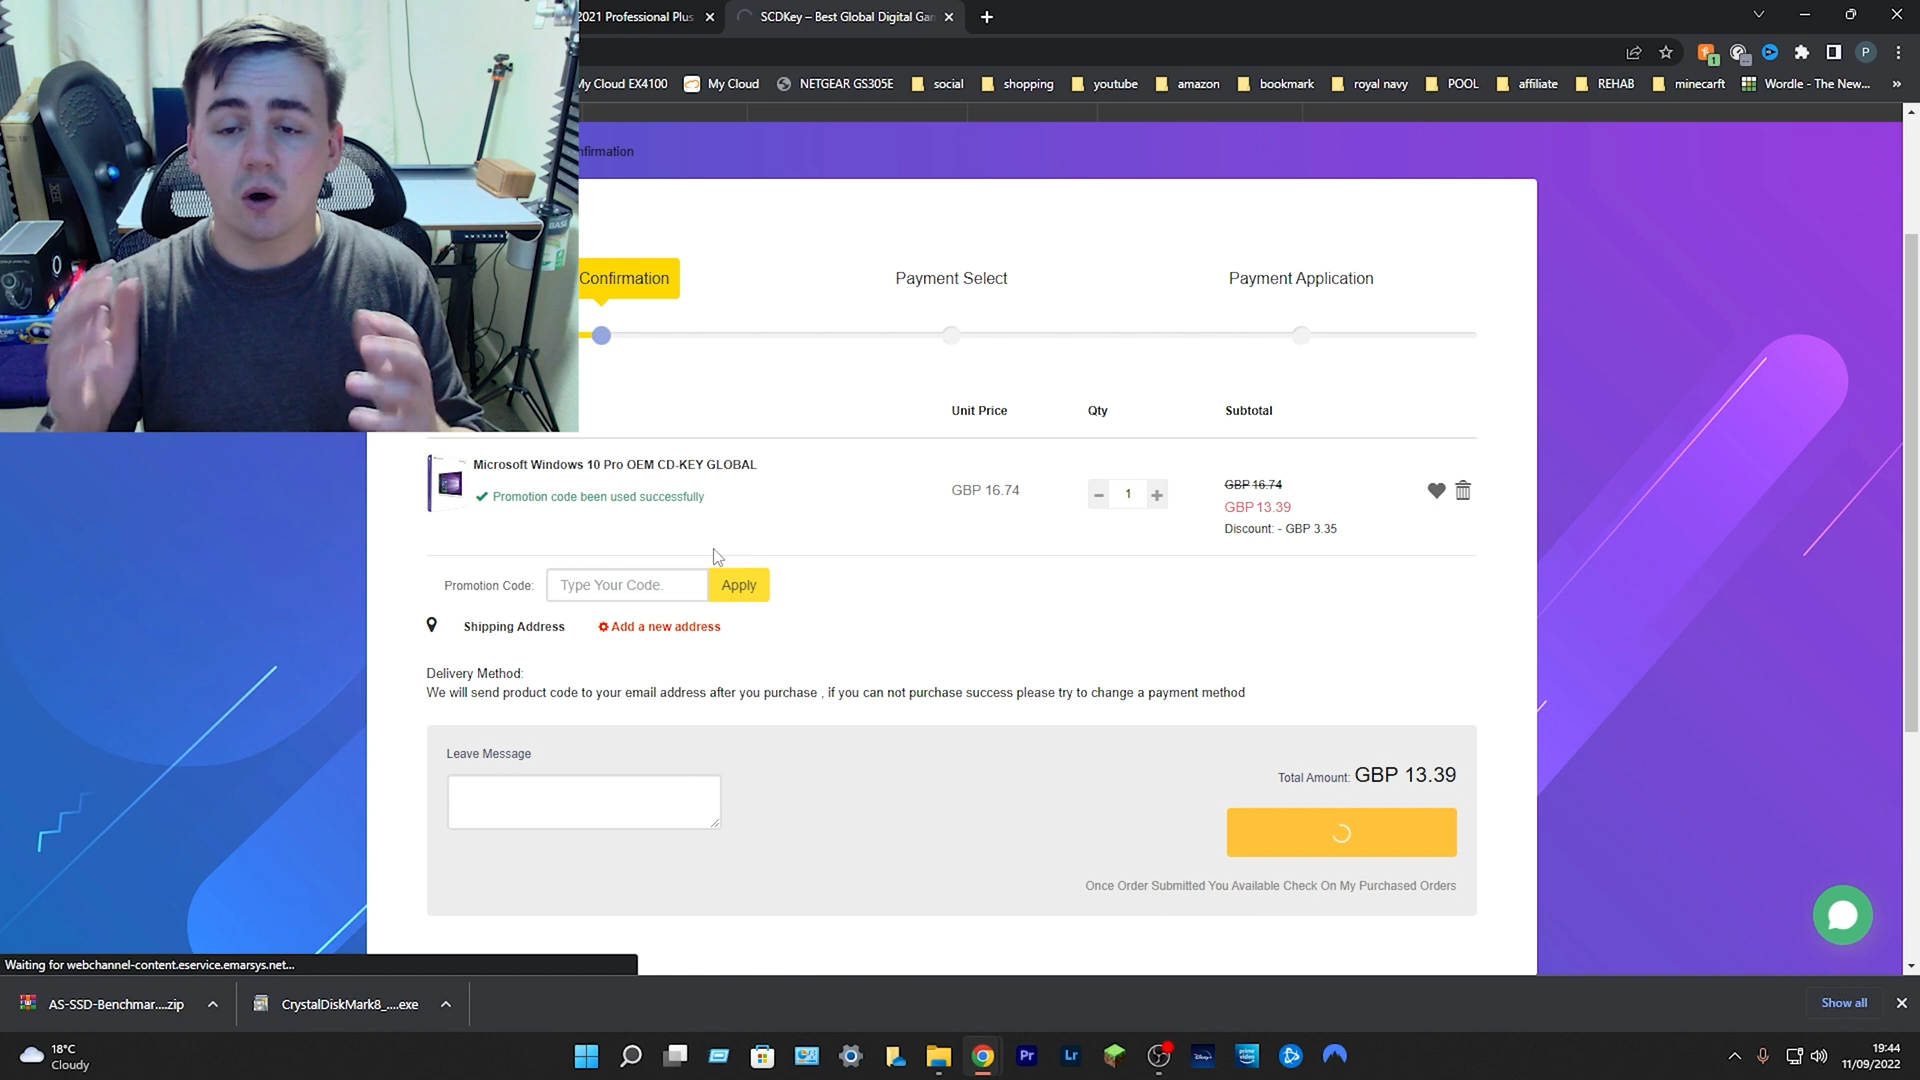 2021 Professional Plus
SCDKey – Best Global Digital Gan
P
My Cloud EX4100
My Cloud
NETGEAR GS305E
social
shopping
youtube
amazon
bookmark
royal navy
POOL
affiliate
REHAB
minecarft
Wordle - The New...
»
nfirmation
Confirmation
Payment Select
Payment Application
Unit Price
Qty
Subtotal
Microsoft Windows 10 Pro OEM CD-KEY GLOBAL
Promotion code been used successfully
GBP 16.74
1
GBP 16.74
GBP 13.39
Discount: - GBP 3.35
Promotion Code:
Type Your Code.
Apply
Shipping Address
Add a new address
Delivery Method:
We will send product code to your email address after you purchase , if you can not purchase success please try to change a payment method
Leave Message
Total Amount: GBP 13.39
Once Order Submitted You Available Check On My Purchased Orders
Waiting for webchannel-content.eservice.emarsys.net...
AS-SSD-Benchmar....zip
CrystalDiskMark8_....exe
Show all
18°C
Cloudy
Pr
Lr
19:44
11/09/2022